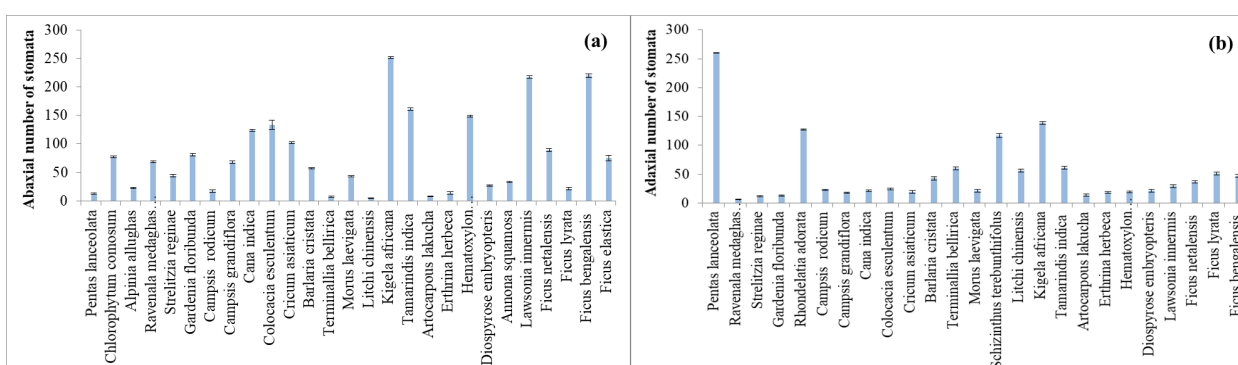 (a)
Abaxial number of stomata
300
250
200
150
100
50
0
Pentas lanceolata
Chlorophytum comosum
Alpinia allughas
Ravenala medaghas…
Strelitzia reginae
Gardenia floribunda
Campsis rodicum
Campsis grandiflora
Cana indica
Colocacia esculentum
Cricum asiaticum
Barlaria cristata
Terminallia bellirica
Morus laevigata
Litchi chinensis
Kigela africana
Tamarindis indica
Artocarpous lakucha
Erthrina herbeca
Hematoxylon…
Diospyrose embryopteris
Annona squamosa
Lawsonia innermis
Ficus netalensis
Ficus lyrata
Ficus bengalensis
Ficus elastica
(b)
Adaxial number of stomata
300
250
200
150
100
50
0
Pentas lanceolata
Ravenala medaghas…
Strelitzia reginae
Gardenia floribunda
Rhondelatia adorata
Campsis rodicum
Campsis grandiflora
Cana indica
Colocacia esculentum
Cricum asiaticum
Barlaria cristata
Terminallia bellirica
Morus laevigata
Schizinthus terebunthifolus
Litchi chinensis
Kigela africana
Tamarindis indica
Artocarpus lakucha
Erthrina herbeca
Hematoxylon…
Diospyrose embryopteris
Lawsonia innermis
Ficus netalensis
Ficus lyrata
Ficus bengalensis